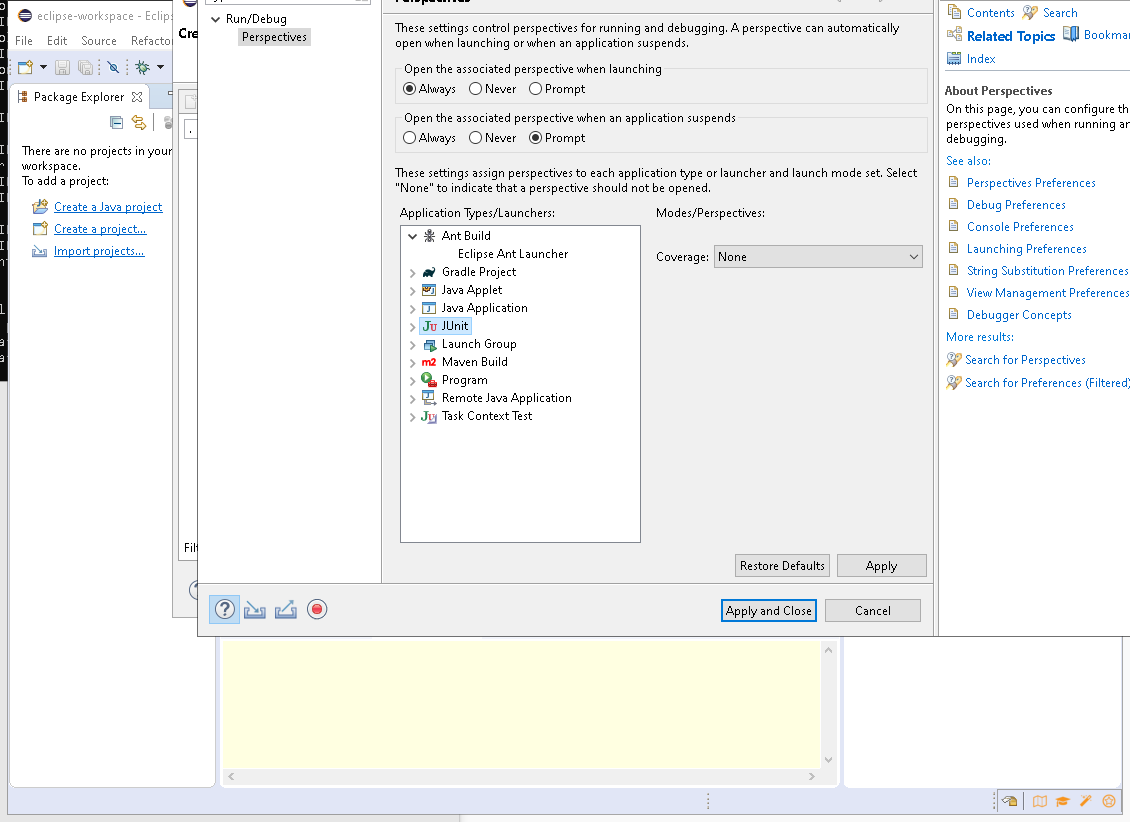 eclipse-workspace - Eclips
File Edit Source Refacto
Package Explorer
There are no projects in your
workspace.
To add a project:
Create a Java project
Create a project...
Import projects...
Cre
Filt
Run/Debug
Perspectives
Perspectives
These settings control perspectives for running and debugging. A perspective can automatically
open when launching or when an application suspends.
Open the associated perspective when launching
Always Never Prompt
Open the associated perspective when an application suspends
Always Never Prompt
These settings assign perspectives to each application type or launcher and launch mode set. Select
"None" to indicate that a perspective should not be opened.
Application Types/Launchers:
Modes/Perspectives:
Ant Build
Eclipse Ant Launcher
Gradle Project
Java Applet
Java Application
JUnit
Launch Group
Maven Build
Program
Remote Java Application
Task Context Test
Coverage: None
Restore Defaults Apply
Apply and Close Cancel
Contents Search
Related Topics Bookmar
Index
About Perspectives
On this page, you can configure th
perspectives used when running an
debugging.
See also:
Perspectives Preferences
Debug Preferences
Console Preferences
Launching Preferences
String Substitution Preferences
View Management Preferences
Debugger Concepts
More results:
Search for Perspectives
Search for Preferences (Filtered)